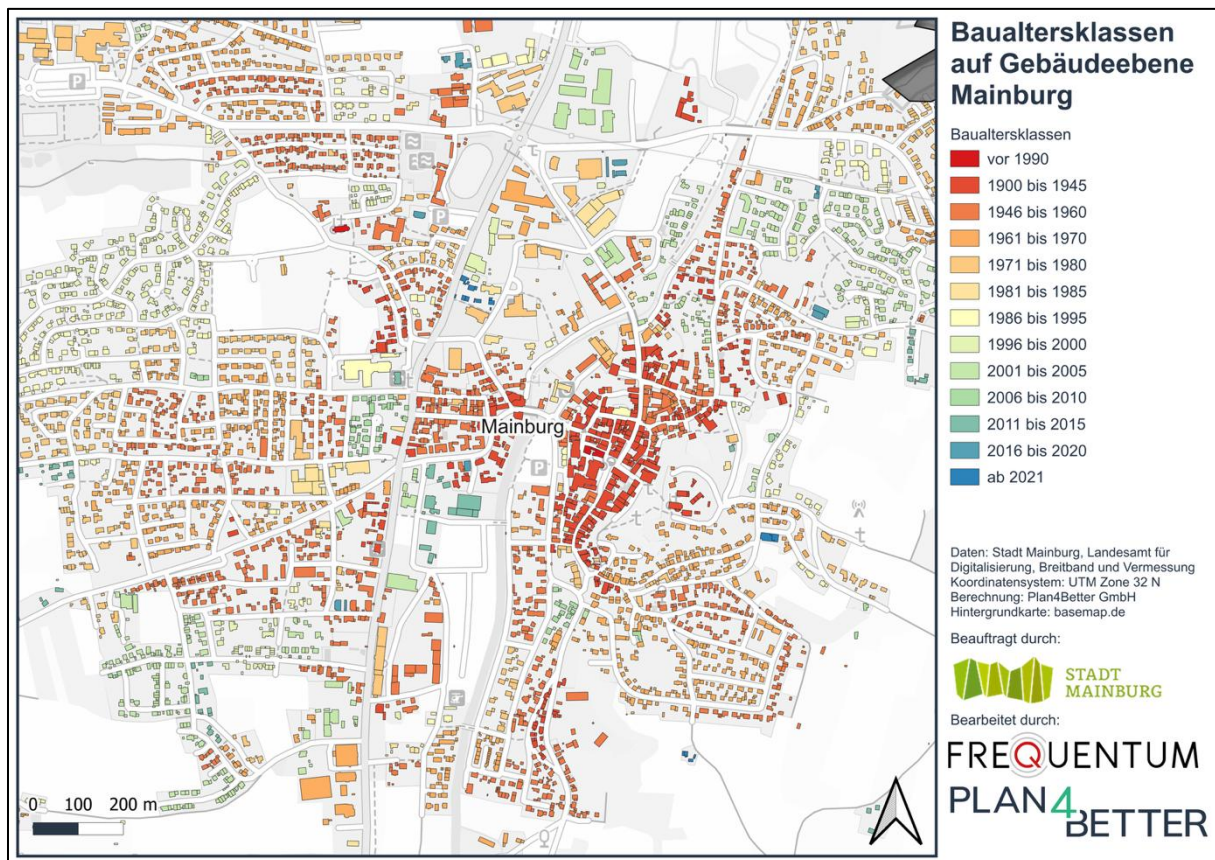 Baualtersklassen
auf Gebäudeebene
Mainburg
Baualtersklassen
vor 1990
1900 bis 1945
1946 bis 1960
1961 bis 1970
1971 bis 1980
1981 bis 1985
1986 bis 1995
1996 bis 2000
2001 bis 2005
2006 bis 2010
2011 bis 2015
2016 bis 2020
ab 2021
Daten: Stadt Mainburg, Landesamt für
Digitalisierung, Breitband und Vermessung
Koordinatensystem: UTM Zone 32 N
Berechnung: Plan4Better GmbH
Hintergrundkarte: basemap.de
Beauftragt durch:
STADT
MAINBURG
Bearbeitet durch:
FREQUENTUM
PLAN4
BETTER
P
P
Mainburg
P
0 100 200 m